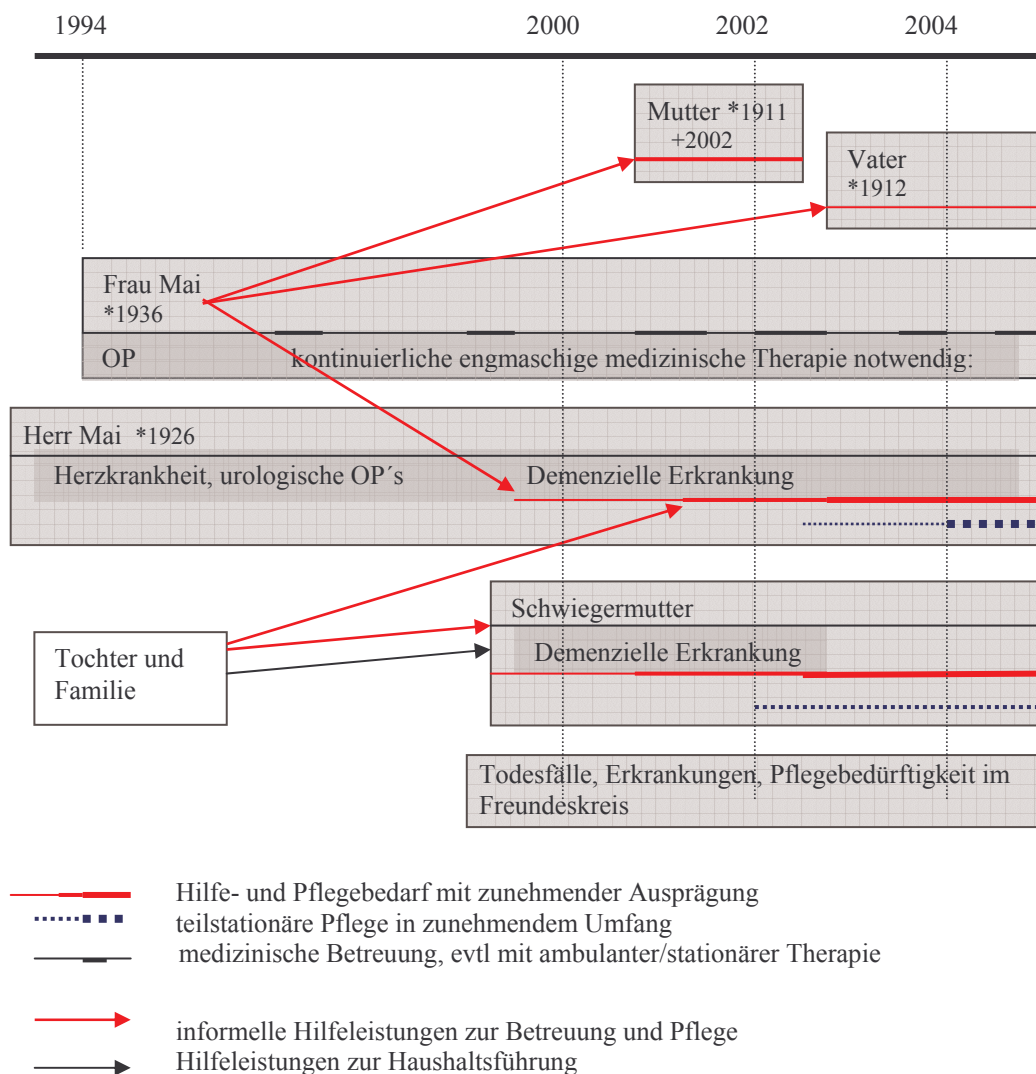 1994 2000 2002 2004
Mutter *1911
+2002
Vater
*1912
Frau Mai
*1936
OP kontinuierliche engmaschige medizinische Therapie notwendig:
Herr Mai *1926
Herzkrankheit, urologische OP´s Demenzielle Erkrankung
Schwiegermutter
Demenzielle Erkrankung
Tochter und
Familie
Todesfälle, Erkrankungen, Pflegebedürftigkeit im
Freundeskreis
Hilfe- und Pflegebedarf mit zunehmender Ausprägung
teilstationäre Pflege in zunehmendem Umfang
medizinische Betreuung, evtl mit ambulanter/stationärer Therapie
informelle Hilfeleistungen zur Betreuung und Pflege
Hilfeleistungen zur Haushaltsführung